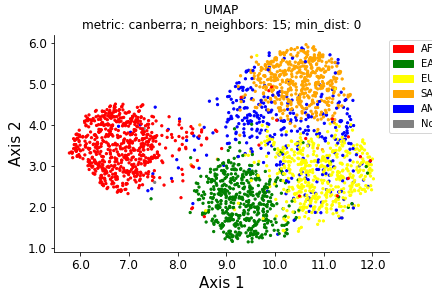 UMAP
metric: canberra; n_neighbors: 15; min_dist: 0
6.0
5.0
4.0
3.0
2.0
1.0
Axis 2
6.0 7.0 8.0 9.0 10.0 11.0 12.0
Axis 1
AF
EA
EU
SA
AM
No